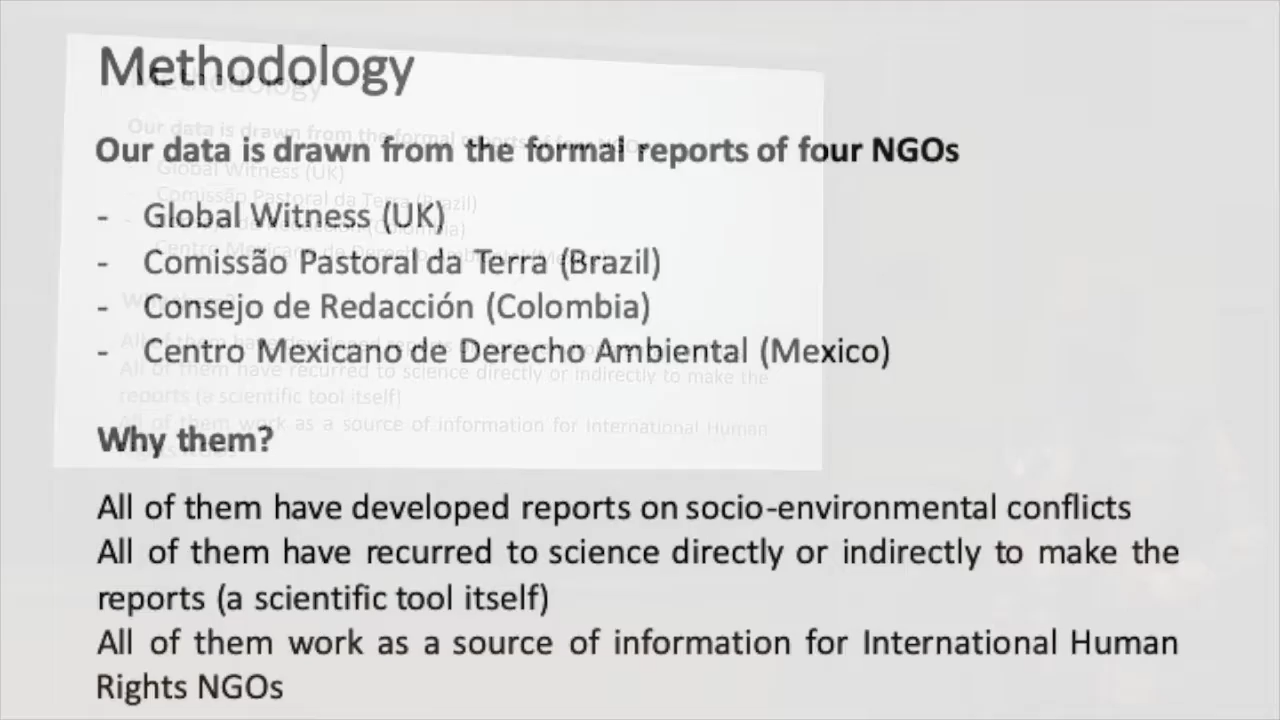 Methodology
Our data is drawn from the formal reports of four NGOs
- Global Witness (UK)
- Comissão Pastoral da Terra (Brazil)
- Consejo de Redacción (Colombia)
- Centro Mexicano de Derecho Ambiental (Mexico)
Why them?
All of them have developed reports on socio-environmental conflicts
All of them have recurred to science directly or indirectly to make the
reports (a scientific tool itself)
All of them work as a source of information for International Human
Rights NGOs